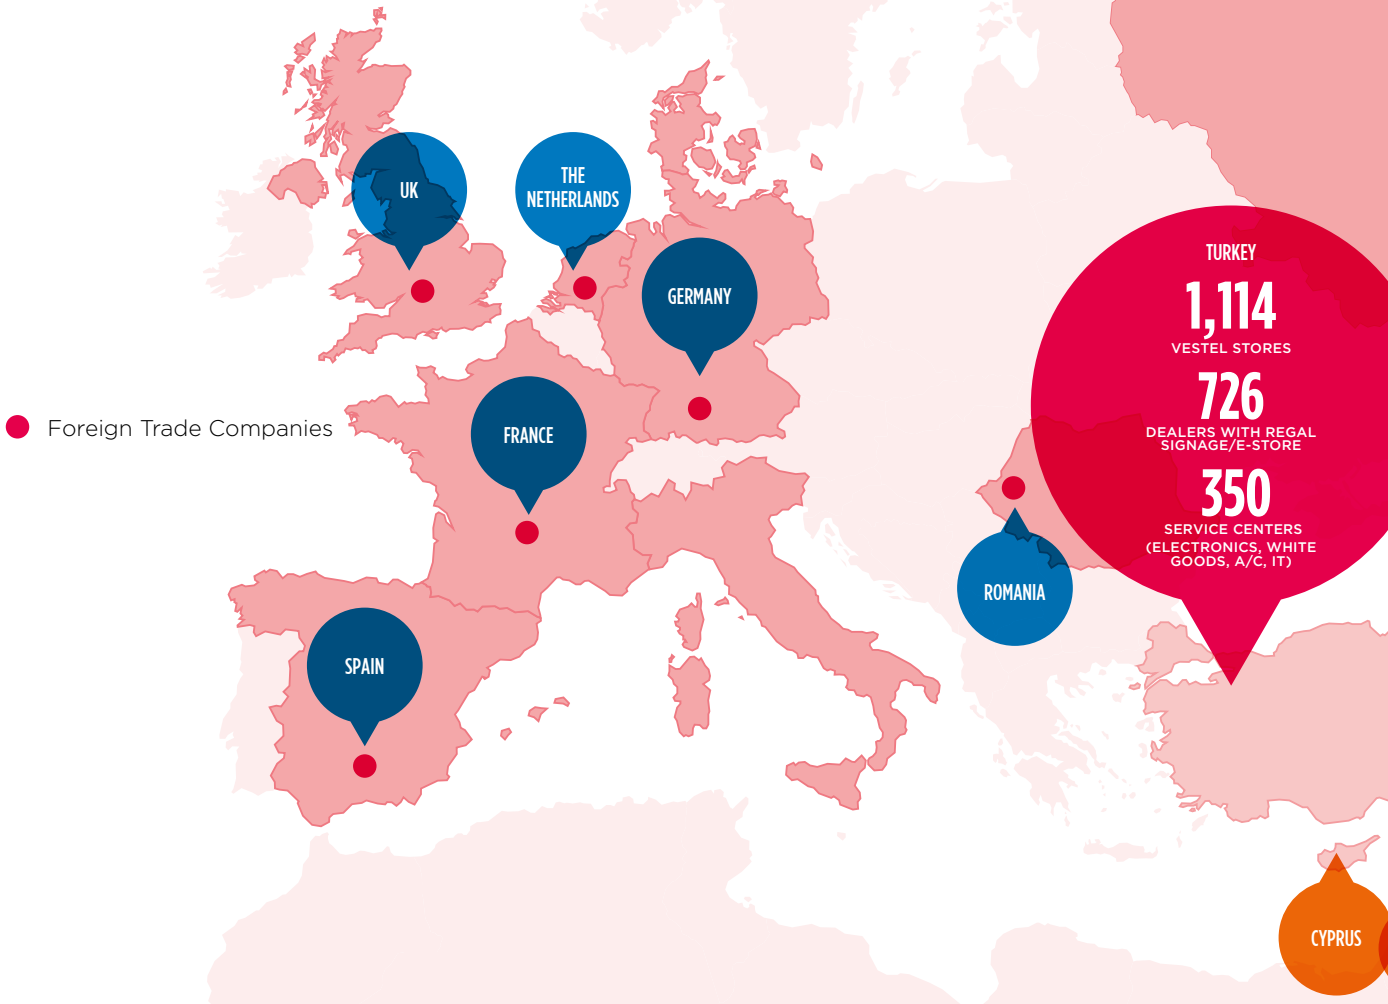 UK
THE
NETHERLANDS
GERMANY
TURKEY
1,114
VESTEL STORES
726
DEALERS WITH REGAL
SIGNAGE/E-STORE
350
SERVICE CENTERS
(ELECTRONICS, WHITE
GOODS, A/C, IT)
Foreign Trade Companies
FRANCE
ROMANIA
SPAIN
CYPRUS